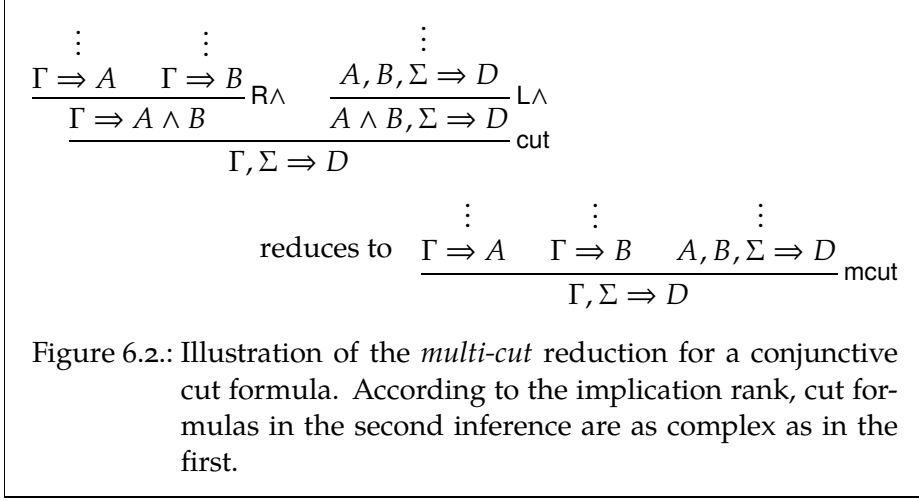 ⋮ ⋮ ⋮
Γ ⇒ A Γ ⇒ B R∧ A, B, Σ ⇒ D L∧
Γ ⇒ A ∧ B A ∧ B, Σ ⇒ D cut
Γ, Σ ⇒ D
⋮ ⋮ ⋮
reduces to Γ ⇒ A Γ ⇒ B A, B, Σ ⇒ D mcut
Γ, Σ ⇒ D
Figure 6.2.: Illustration of the multi-cut reduction for a conjunctive
cut formula. According to the implication rank, cut for-
mulas in the second inference are as complex as in the
first.